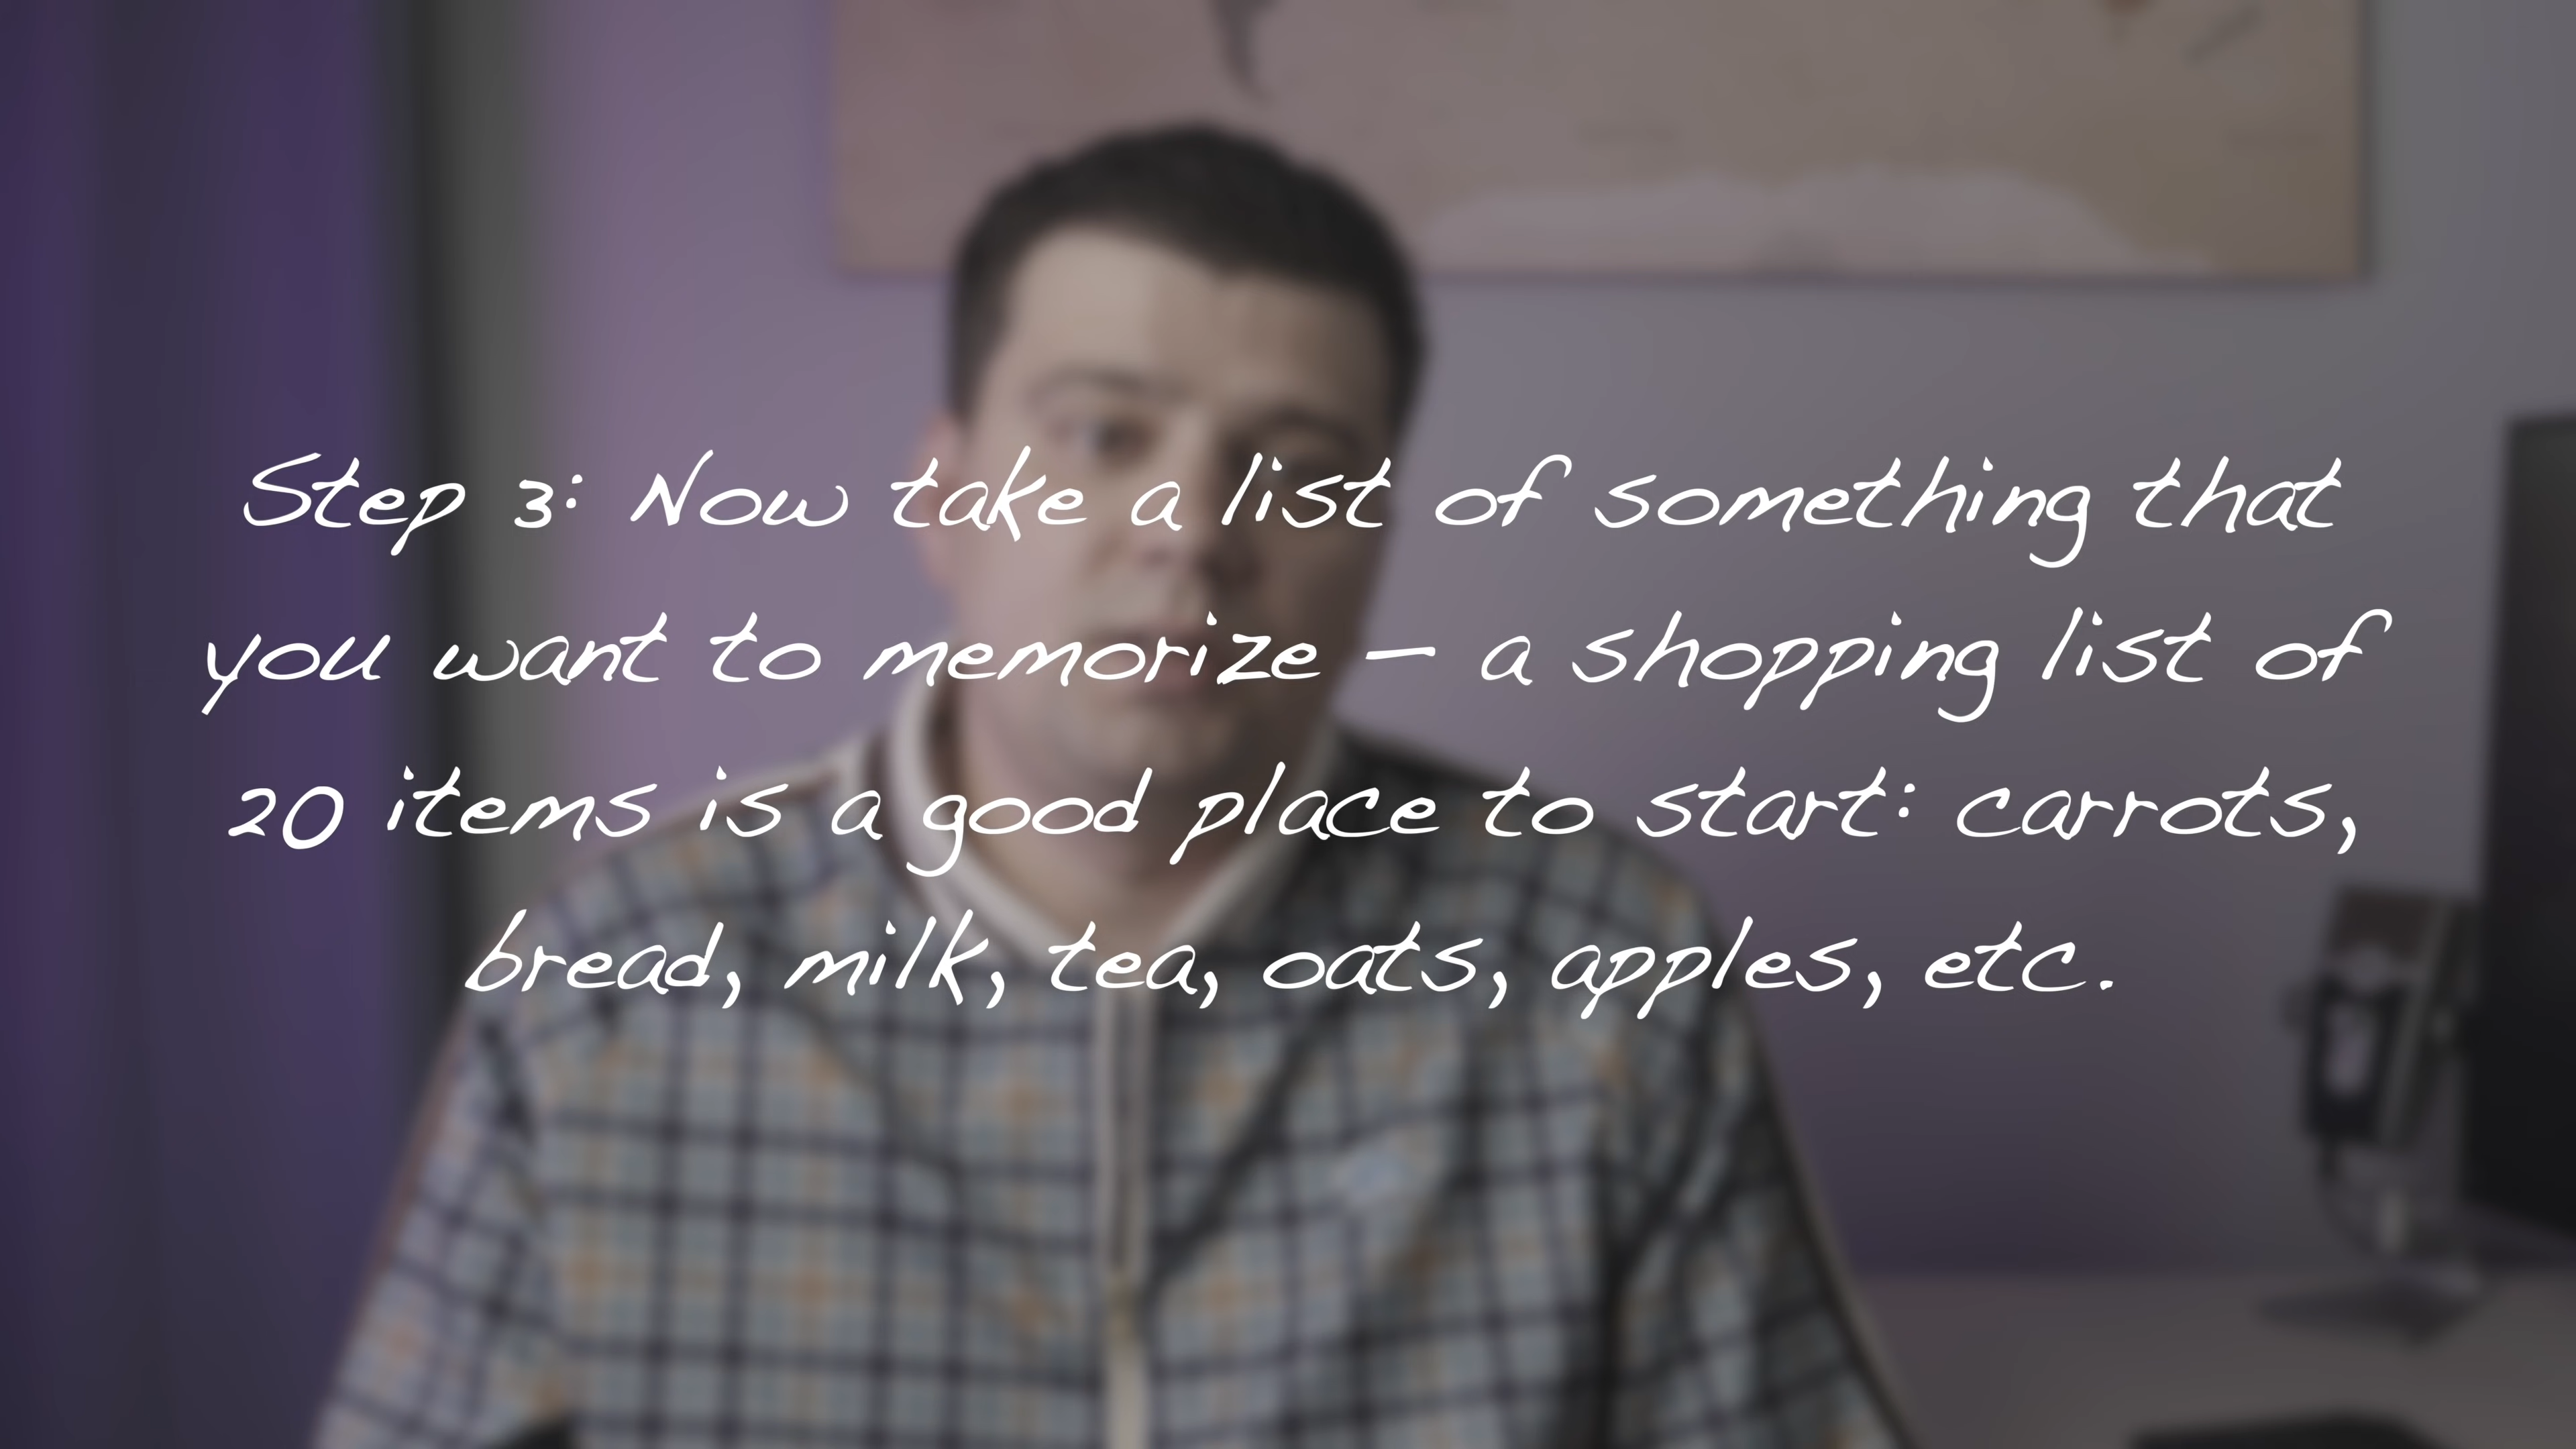 Step 3: Now take a list of something that
you want to memorize – a shopping list of
20 items is a good place to start: carrots,
bread, milk, tea, oats, apples, etc.